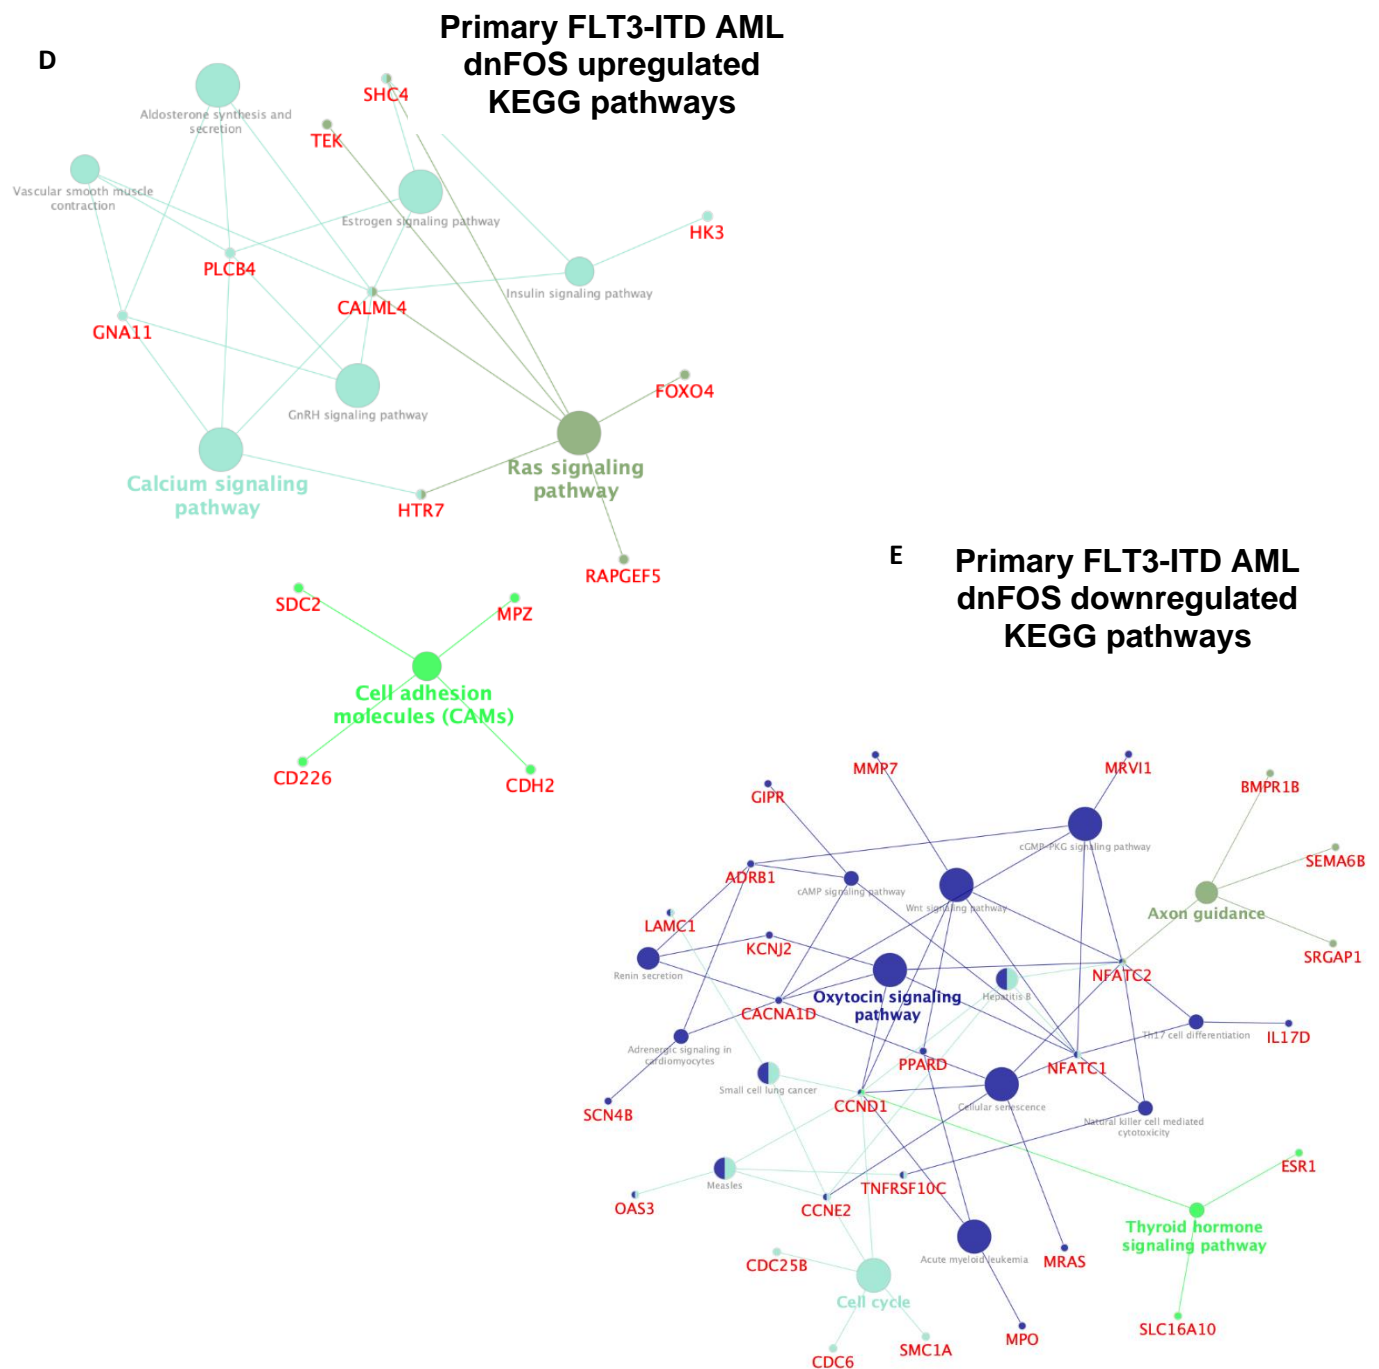 D
Primary FLT3-ITD AML
dnFOS upregulated
KEGG pathways
SHC4
Aldosterone synthesis and
secretion
TEK
Vascular smooth muscle
contraction
Estrogen signaling pathway
HK3
PLCB4
Insulin signaling pathway
CALML4
GNA11
FOXO4
GnRH signaling pathway
Ras signaling
pathway
Calcium signaling
pathway
HTR7
RAPGEF5
SDC2
MPZ
Cell adhesion
molecules (CAMs)
CD226
CDH2
E
Primary FLT3-ITD AML
dnFOS downregulated
KEGG pathways
MMP7
MRVI1
GIPR
BMPR1B
cGMP-PKG signaling pathway
SEMA6B
ADRB1
cAMP signaling pathway
Wnt signaling pathway
Axon guidance
LAMC1
KCNJ2
SRGAP1
Renin secretion
NFATC2
Oxytocin signaling
pathway
Hepatitis B
CACNA1D
Th17 cell differentiation
IL17D
Adrenergic signaling in
cardiomyocytes
PPARD
NFATC1
Small cell lung cancer
CCND1
Cellular senescence
SCN4B
Natural killer cell mediated
cytotoxicity
ESR1
Measles
TNFRSF10C
OAS3
CCNE2
Thyroid hormone
signaling pathway
CDC25B
Acute myeloid leukemia
MRAS
Cell cycle
SLC16A10
MPO
SMC1A
CDC6